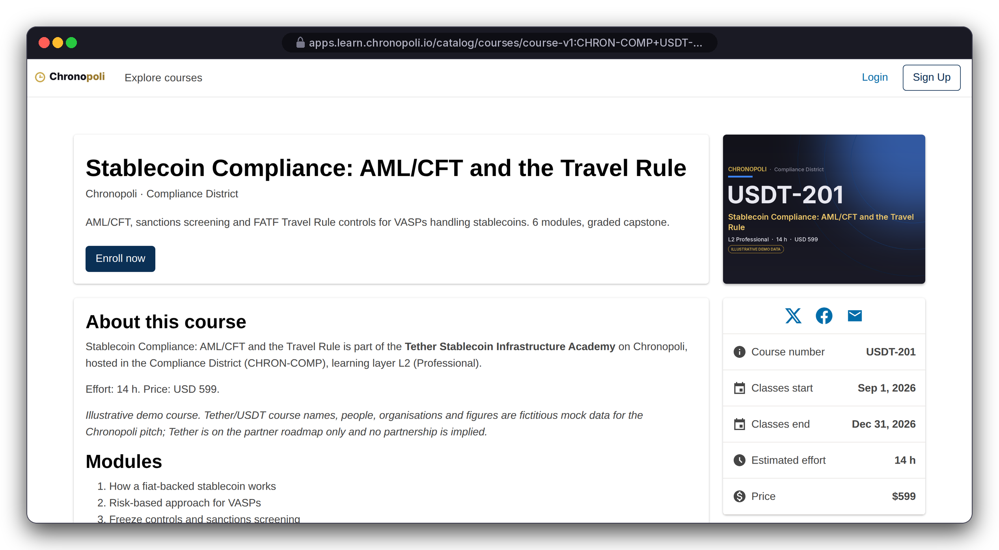 apps.learn.chronopoli.io/catalog/courses/course-v1:CHRON-COMP+USDT-...
Chronopoli
Explore courses
Login
Sign Up
Stablecoin Compliance: AML/CFT and the Travel Rule
Chronopoli · Compliance District
AML/CFT, sanctions screening and FATF Travel Rule controls for VASPs handling stablecoins. 6 modules, graded capstone.
Enroll now
CHRONOPOLI · Compliance District
USDT-201
Stablecoin Compliance: AML/CFT and the Travel
Rule
L2 Professional · 14 h · USD 599
ILLUSTRATIVE DEMO DATA
About this course
Stablecoin Compliance: AML/CFT and the Travel Rule is part of the Tether Stablecoin Infrastructure Academy on Chronopoli,
hosted in the Compliance District (CHRON-COMP), learning layer L2 (Professional).
Effort: 14 h. Price: USD 599.
Illustrative demo course. Tether/USDT course names, people, organisations and figures are fictitious mock data for the
Chronopoli pitch; Tether is on the partner roadmap only and no partnership is implied.
Modules
1. How a fiat-backed stablecoin works
2. Risk-based approach for VASPs
3. Freeze controls and sanctions screening
Course number USDT-201
Classes start Sep 1, 2026
Classes end Dec 31, 2026
Estimated effort 14 h
Price $599